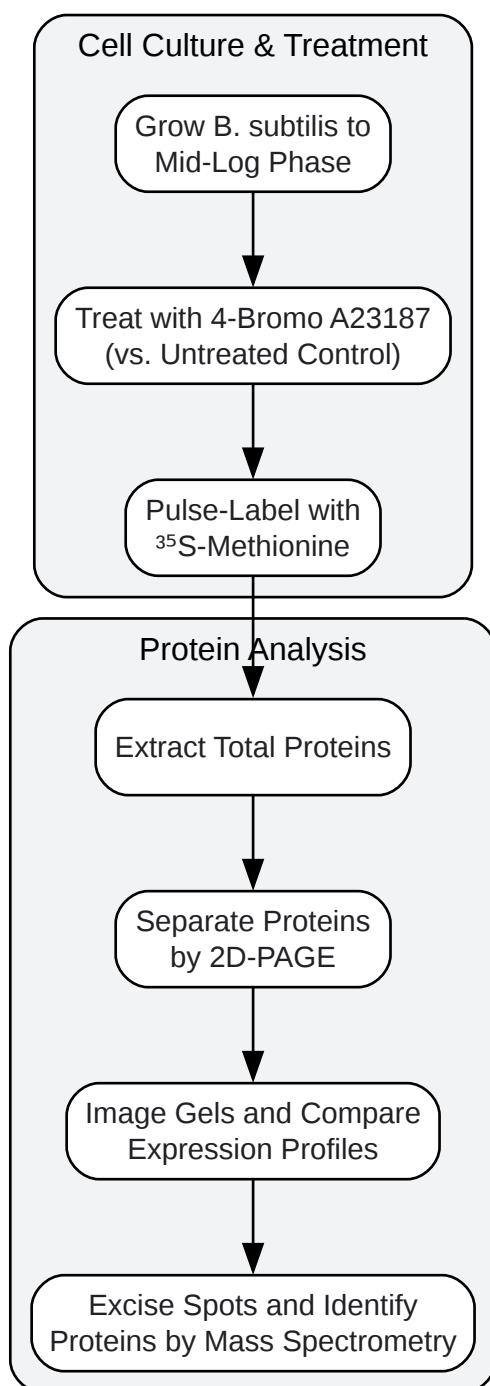 Cell Culture & Treatment
Grow B. subtilis to
Mid-Log Phase
Treat with 4-Bromo A23187
(vs. Untreated Control)
Pulse-Label with
³⁵S-Methionine
Protein Analysis
Extract Total Proteins
Separate Proteins
by 2D-PAGE
Image Gels and Compare
Expression Profiles
Excise Spots and Identify
Proteins by Mass Spectrometry